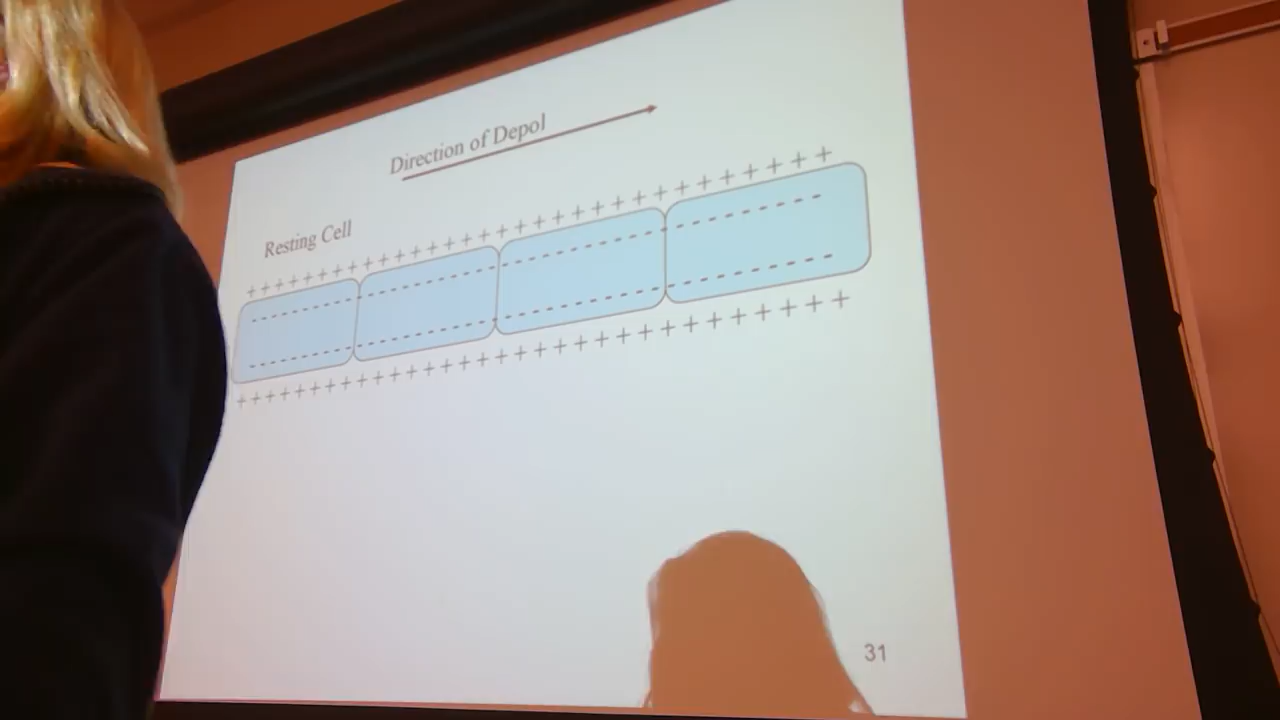 Direction of Depol
Resting Cell
+ + + + + + + + + + + + + + + + + + + + + + + + + + + + + +
- - - - - - - - - - - - - - - - - - - - - - - - - - - - - -
- - - - - - - - - - - - - - - - - - - - - - - - - - - - - -
+ + + + + + + + + + + + + + + + + + + + + + + + + + + + + +
31